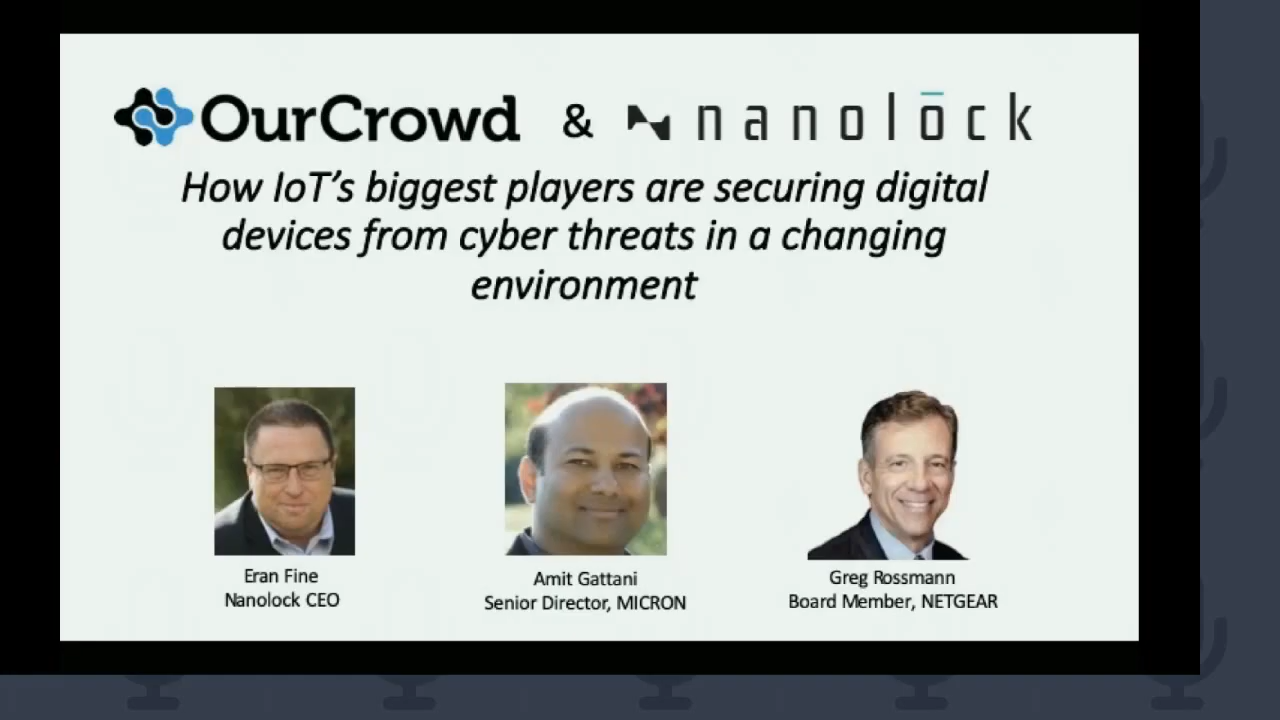 OurCrowd & nanolōck
How IoT's biggest players are securing digital
devices from cyber threats in a changing
environment
Eran Fine
Nanolock CEO
Amit Gattani
Senior Director, MICRON
Greg Rossmann
Board Member, NETGEAR